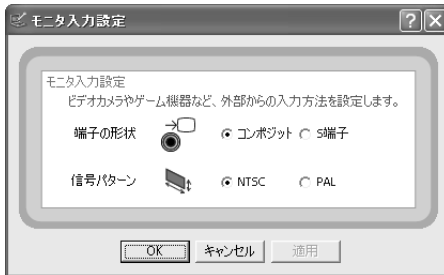 モニタ入力設定
モニタ入力設定
ビデオカメラやゲーム機器など、外部からの入力方法を設定します。
端子の形状 コンポジット S端子
信号パターン NTSC PAL
OK キャンセル 適用